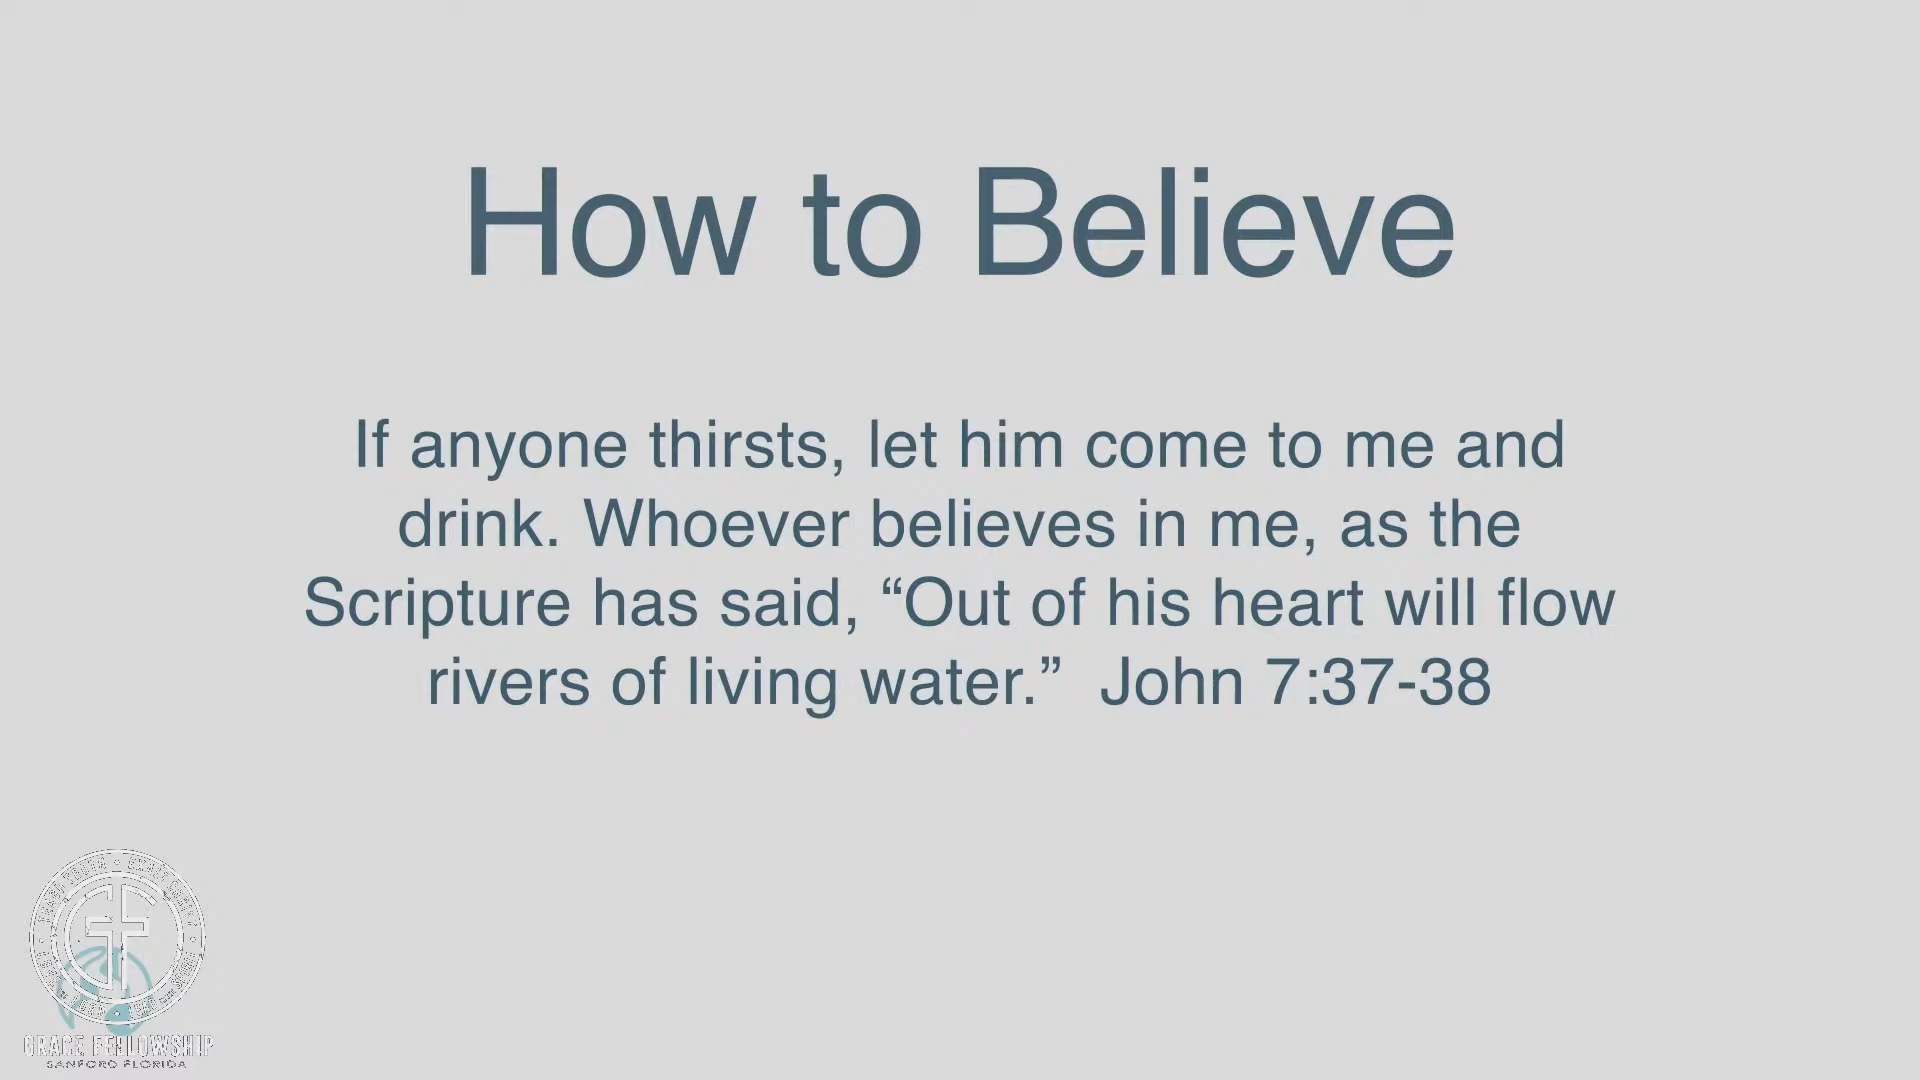 How to Believe
If anyone thirsts, let him come to me and
drink. Whoever believes in me, as the
Scripture has said, “Out of his heart will flow
rivers of living water.”  John 7:37-38
GRACE FELLOWSHIP
SANFORD FLORIDA